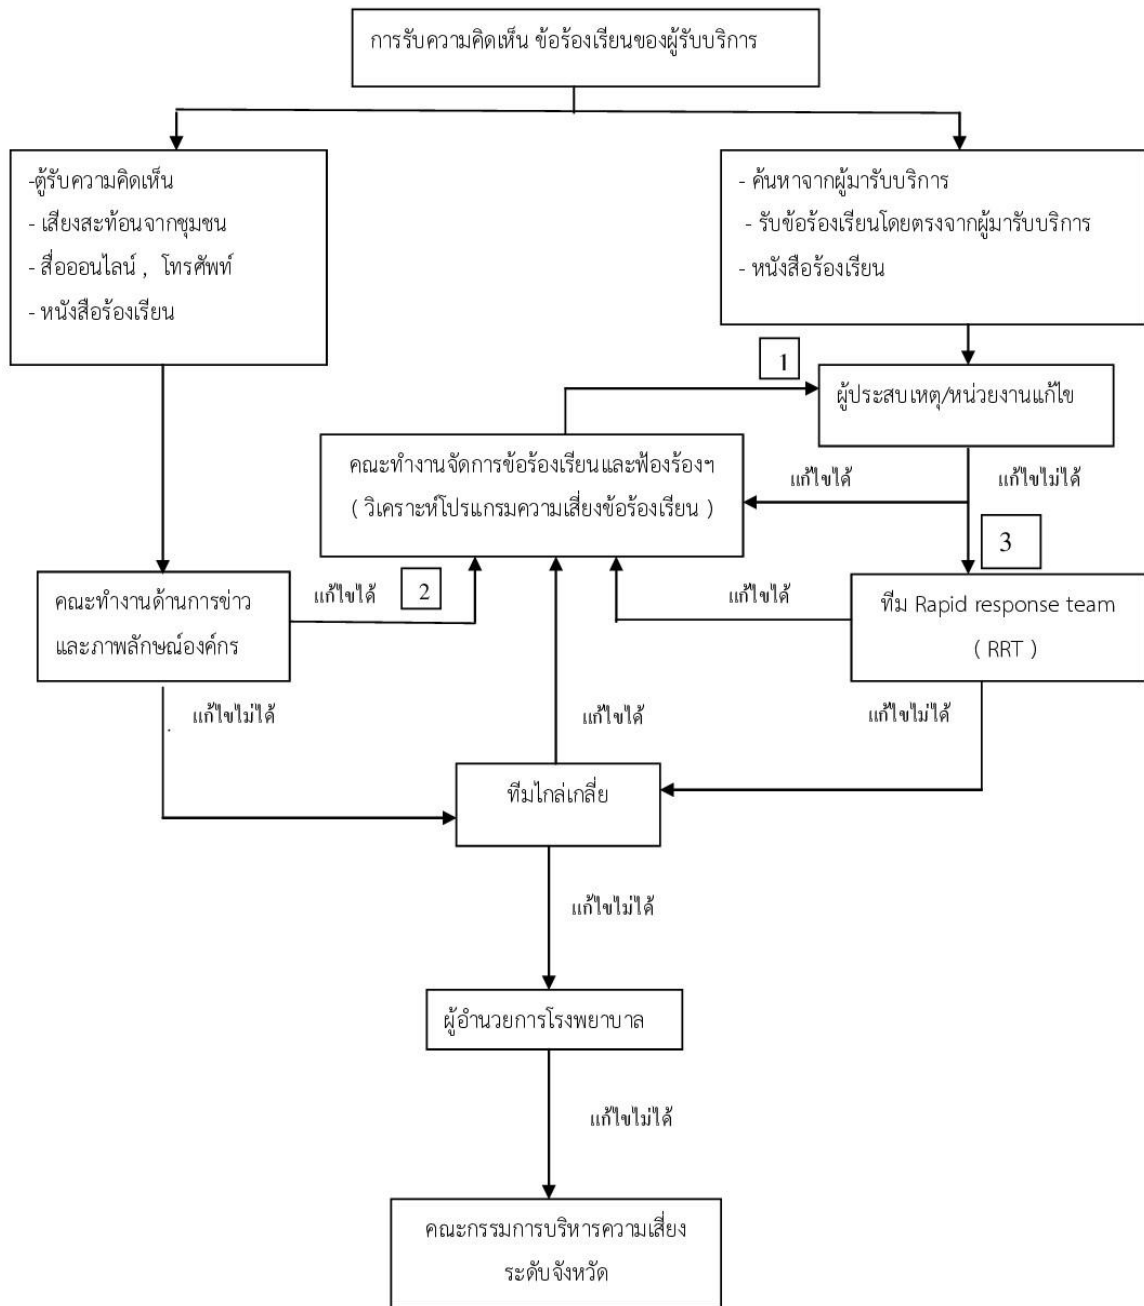 การรับความคิดเห็น ข้อร้องเรียนของผู้รับบริการ
-ตู้รับความคิดเห็น
- เสียงสะท้อนจากชุมชน
- สื่อออนไลน์ , โทรศัพท์
- หนังสือร้องเรียน
- ค้นหาจากผู้มารับบริการ
- รับข้อร้องเรียนโดยตรงจากผู้มารับบริการ
- หนังสือร้องเรียน
1
ผู้ประสบเหตุ/หน่วยงานแก้ไข
คณะทำงานจัดการข้อร้องเรียนและฟ้องร้องฯ
( วิเคราะห์โปรแกรมความเสี่ยงข้อร้องเรียน )
แก้ไขได้
แก้ไขไม่ได้
3
คณะทำงานด้านการข่าว
และภาพลักษณ์องค์กร
แก้ไขได้
2
แก้ไขได้
ทีม Rapid response team
( RRT )
แก้ไขไม่ได้
แก้ไขได้
แก้ไขไม่ได้
ทีมไกล่เกลี่ย
แก้ไขไม่ได้
ผู้อำนวยการโรงพยาบาล
แก้ไขไม่ได้
คณะกรรมการบริหารความเสี่ยง
ระดับจังหวัด